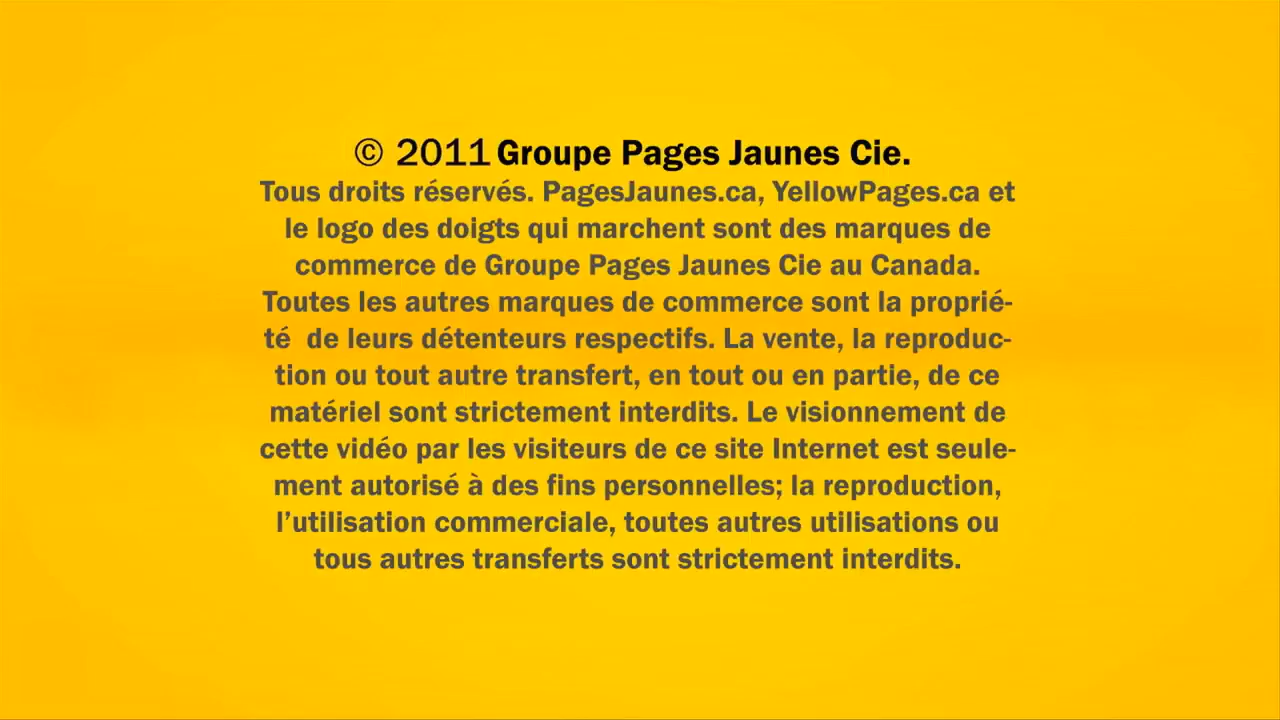 © 2011 Groupe Pages Jaunes Cie.
Tous droits réservés. PagesJaunes.ca, YellowPages.ca et
le logo des doigts qui marchent sont des marques de
commerce de Groupe Pages Jaunes Cie au Canada.
Toutes les autres marques de commerce sont la proprié-
té  de leurs détenteurs respectifs. La vente, la reproduc-
tion ou tout autre transfert, en tout ou en partie, de ce
matériel sont strictement interdits. Le visionnement de
cette vidéo par les visiteurs de ce site Internet est seule-
ment autorisé à des fins personnelles; la reproduction,
l’utilisation commerciale, toutes autres utilisations ou
tous autres transferts sont strictement interdits.